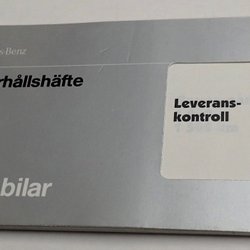 s-Benz
rhållshäfte
Leverans-
kontroll
bilar